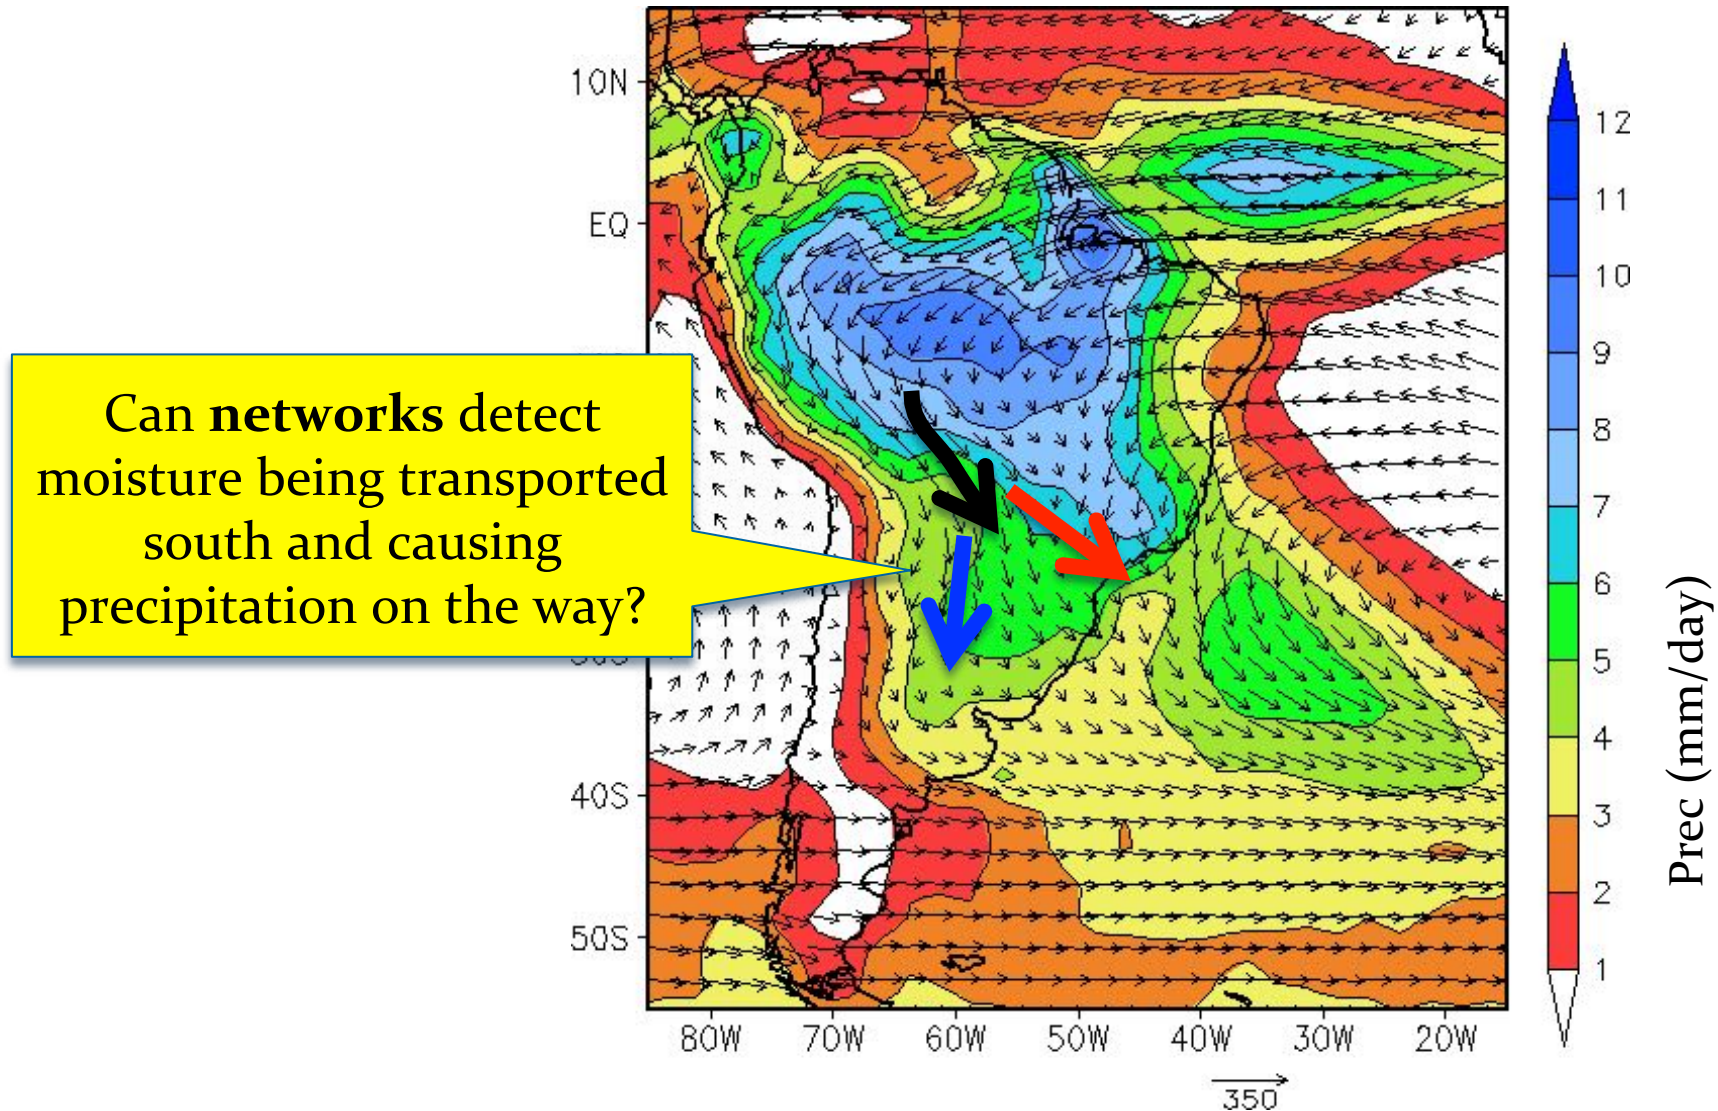 10N
EQ
Can networks detect
moisture being transported
south and causing
precipitation on the way?
40S
50S
80W 70W 60W 50W 40W 30W 20W
350
12
11
10
9
8
7
6
5
4
3
2
1
Prec (mm/day)